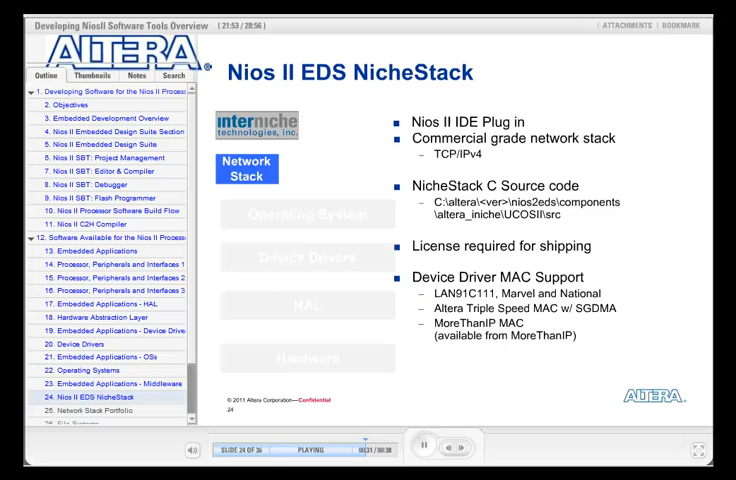 Developing NiosII Software Tools Overview ( 21:53 / 28:56 )
| ATTACHMENTS | BOOKMARK
ALTERA®
Outline Thumbnails Notes Search
1. Developing Software for the Nios II Process
2. Objectives
3. Embedded Development Overview
4. Nios II Embedded Design Suite Section
5. Nios II Embedded Design Suite
6. Nios II SBT: Project Management
7. Nios II SBT: Editor & Compiler
8. Nios II SBT: Debugger
9. Nios II SBT: Flash Programmer
10. Nios II Processor Software Build Flow
11. Nios II C2H Compiler
12. Software Available for the Nios II Process
13. Embedded Applications
14. Processor, Peripherals and Interfaces 1
15. Processor, Peripherals and Interfaces 2
16. Processor, Peripherals and Interfaces 3
17. Embedded Applications - HAL
18. Hardware Abstraction Layer
19. Embedded Applications - Device Drive
20. Device Drivers
21. Embedded Applications - OSs
22. Operating Systems
23. Embedded Applications - Middleware
24. Nios II EDS NicheStack
25. Network Stack Portfolio
26. File Systems
Nios II EDS NicheStack
interniche
technologies, inc.
Network
Stack
Operating System
Device Drivers
HAL
Hardware
Nios II IDE Plug in
Commercial grade network stack
– TCP/IPv4
NicheStack C Source code
– C:\altera\<ver>\nios2eds\components
\altera_iniche\UCOSII\src
License required for shipping
Device Driver MAC Support
– LAN91C111, Marvel and National
– Altera Triple Speed MAC w/ SGDMA
– MoreThanIP MAC
(available from MoreThanIP)
© 2011 Altera Corporation—Confidential
24
ALTERA.
SLIDE 24 OF 36 PLAYING 00:31 / 00:38